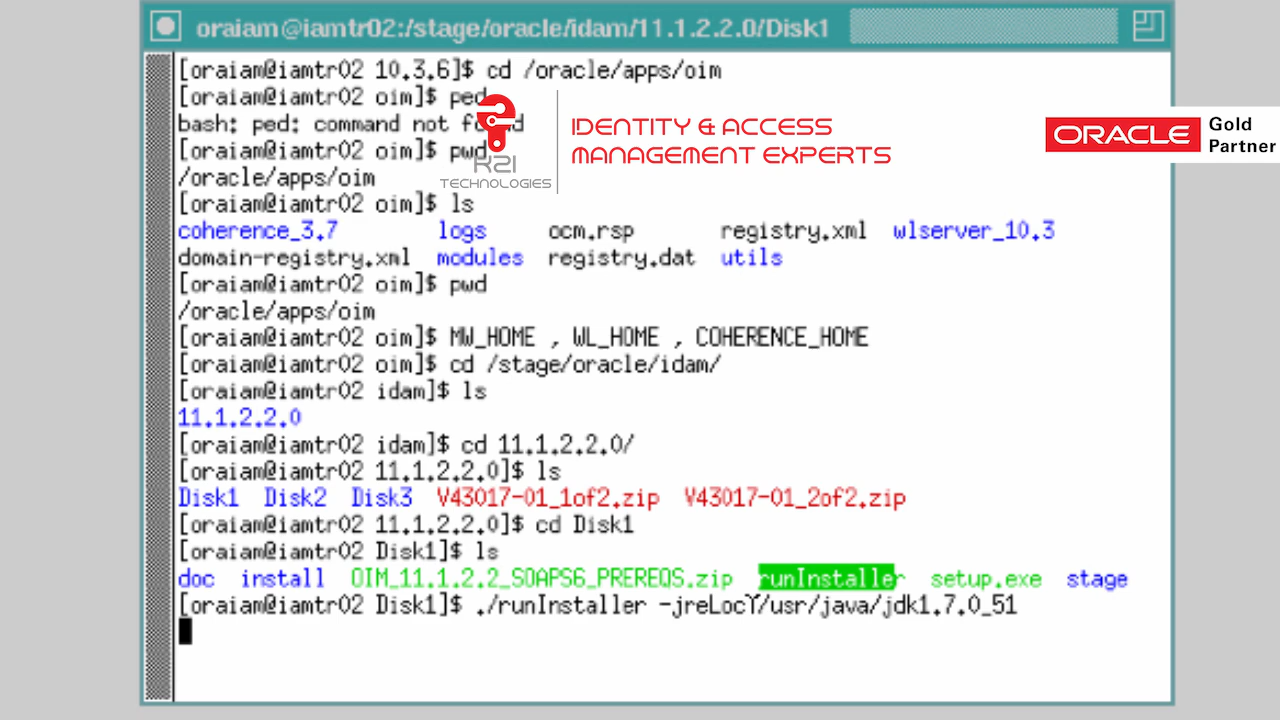 oraiam@iamtr02:/stage/oracle/idam/11.1.2.2.0/Disk1
[oraiam@iamtr02 10.3.6]$ cd /oracle/apps/oim
[oraiam@iamtr02 oim]$ ped
bash: ped: command not found
[oraiam@iamtr02 oim]$ pwd
/oracle/apps/oim
[oraiam@iamtr02 oim]$ ls
coherence_3.7 logs ocm.rsp registry.xml wlserver_10.3
domain-registry.xml modules registry.dat utils
[oraiam@iamtr02 oim]$ pwd
/oracle/apps/oim
[oraiam@iamtr02 oim]$ MW_HOME , WL_HOME , COHERENCE_HOME
[oraiam@iamtr02 oim]$ cd /stage/oracle/idam/
[oraiam@iamtr02 idam]$ ls
11.1.2.2.0
[oraiam@iamtr02 idam]$ cd 11.1.2.2.0/
[oraiam@iamtr02 11.1.2.2.0]$ ls
Disk1 Disk2 Disk3 V43017-01_1of2.zip V43017-01_2of2.zip
[oraiam@iamtr02 11.1.2.2.0]$ cd Disk1
[oraiam@iamtr02 Disk1]$ ls
doc install OIM_11.1.2.2_SOAPS6_PREREQS.zip runInstaller setup.exe stage
[oraiam@iamtr02 Disk1]$ ./runInstaller -jreLoc /usr/java/jdk1.7.0_51
K21
TECHNOLOGIES
IDENTITY & ACCESS
MANAGEMENT EXPERTS
ORACLE
Gold
Partner